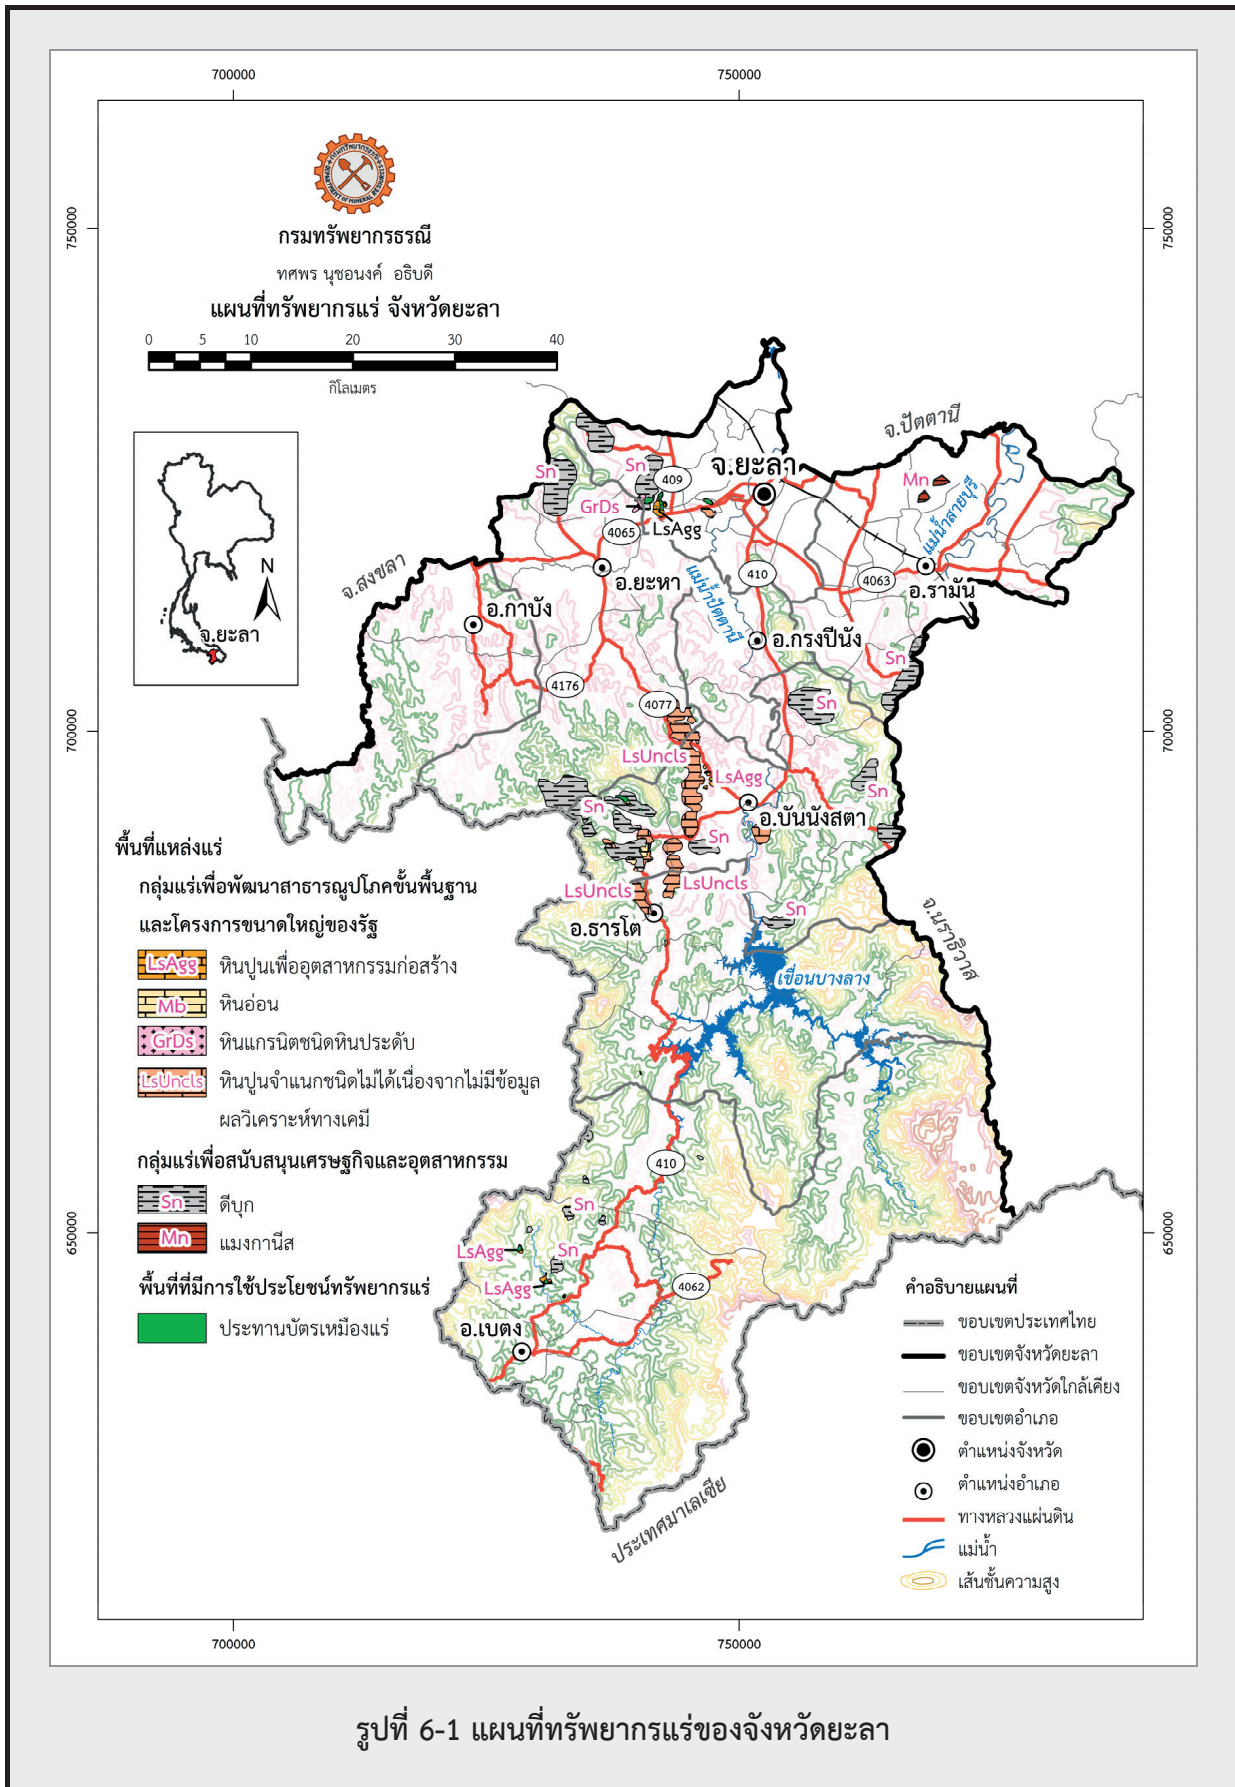 700000
750000
750000
750000
กรมทรัพยากรธรณี
DEPARTMENT OF MINERAL RESOURCES
กรมทรัพยากรธรณี
ทศพร นุชอนงค์ อธิบดี
แผนที่ทรัพยากรแร่ จังหวัดยะลา
0 5 10 20 30 40
กิโลเมตร
จ.ปัตตานี
จ.ยะลา
Sn
Sn
409
Mn
GrDs
LsAgg
4065
แม่น้ำสายบุรี
จ.สงขลา
N
จ.ยะลา
อ.ยะหา
แม่น้ำปัตตานี
410
4063
อ.รามัน
อ.กาบัง
อ.กรงปินัง
Sn
4176
4077
Sn
700000
700000
LsUncls
LsAgg
Sn
Sn
อ.บันนังสตา
Sn
LsUncls
LsUncls
Sn
อ.ธารโต
จ.นราธิวาส
เขื่อนบางลาง
พื้นที่แหล่งแร่
กลุ่มแร่เพื่อพัฒนาสาธารณูปโภคขั้นพื้นฐาน
และโครงการขนาดใหญ่ของรัฐ
LsAgg หินปูนเพื่ออุตสาหกรรมก่อสร้าง
Mb หินอ่อน
GrDs หินแกรนิตชนิดหินประดับ
LsUncls หินปูนจำแนกชนิดไม่ได้เนื่องจากไม่มีข้อมูล
ผลวิเคราะห์ทางเคมี
กลุ่มแร่เพื่อสนับสนุนเศรษฐกิจและอุตสาหกรรม
Sn ดีบุก
Mn แมงกานีส
พื้นที่ที่มีการใช้ประโยชน์ทรัพยากรแร่
ประทานบัตรเหมืองแร่
410
Sn
650000
650000
LsAgg
Sn
LsAgg
4062
อ.เบตง
ประเทศมาเลเซีย
คำอธิบายแผนที่
ขอบเขตประเทศไทย
ขอบเขตจังหวัดยะลา
ขอบเขตจังหวัดใกล้เคียง
ขอบเขตอำเภอ
ตำแหน่งจังหวัด
ตำแหน่งอำเภอ
ทางหลวงแผ่นดิน
แม่น้ำ
เส้นชั้นความสูง
700000
750000
รูปที่ 6-1 แผนที่ทรัพยากรแร่ของจังหวัดยะลา